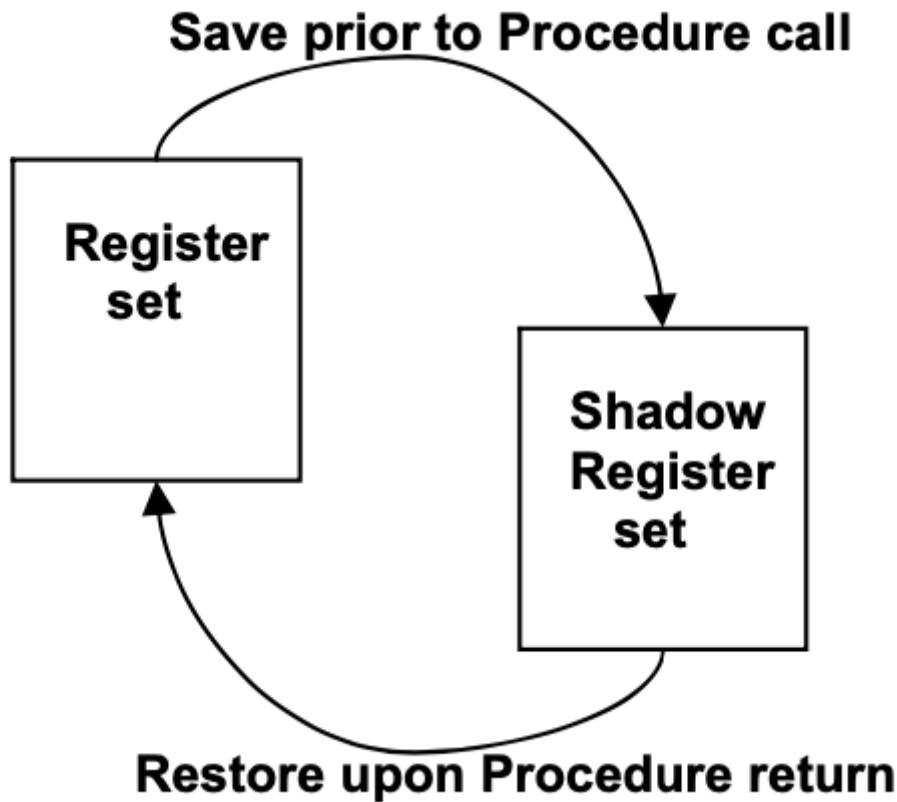 Save prior to Procedure call
Register
set
Shadow
Register
set
Restore upon Procedure return